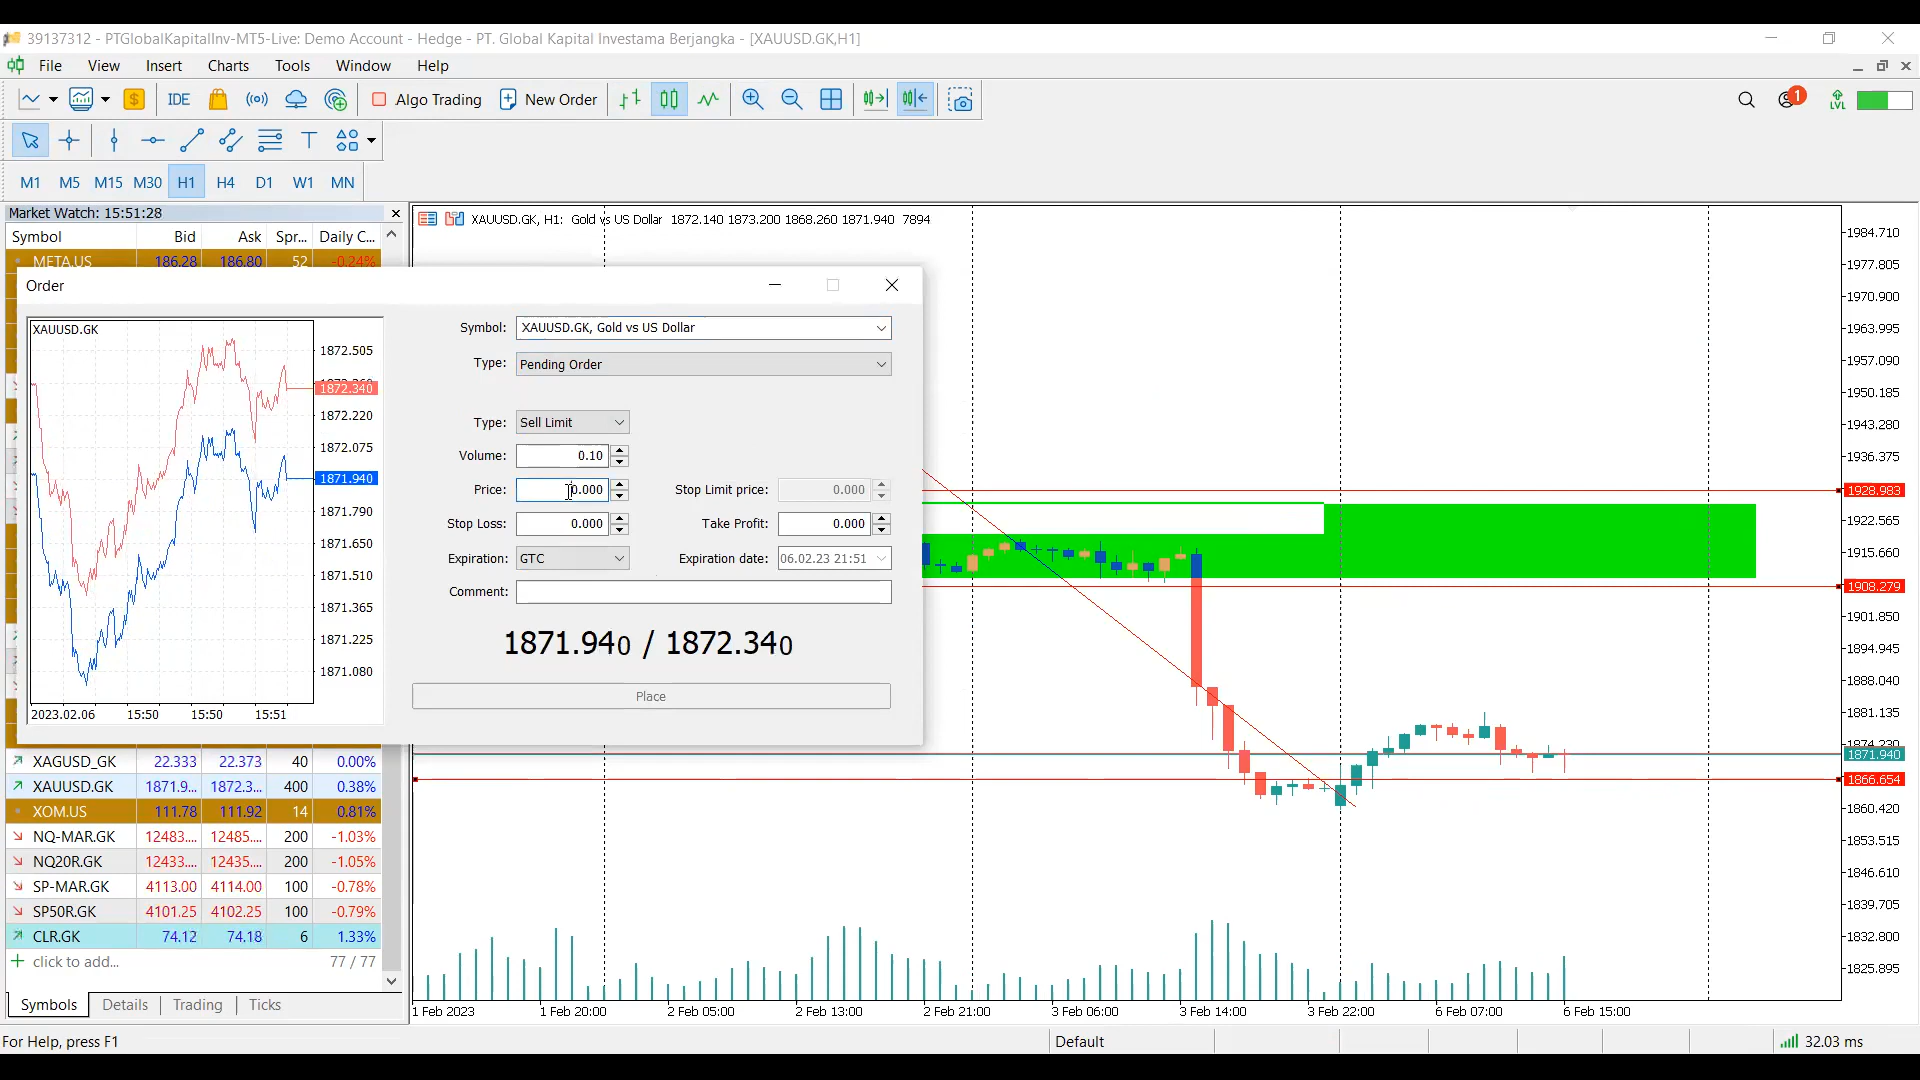 39137312 - PTGlobalKapitalInv-MT5-Live: Demo Account - Hedge - PT. Global Kapital Investama Berjangka - [XAUUSD.GK,H1]
File View Insert Charts Tools Window Help
IDE Algo Trading New Order 1 LVL
M1 M5 M15 M30 H1 H4 D1 W1 MN
Market Watch: 15:51:28
Symbol Bid Ask Spr... Daily C...
META.US 186.28 186.80 52 -0.24%
Order
XAUUSD.GK
1872.505
1872.340
1872.220
1872.075
1871.940
1871.790
1871.650
1871.510
1871.365
1871.225
1871.080
2023.02.06 15:50 15:50 15:51
Symbol: XAUUSD.GK, Gold vs US Dollar
Type: Pending Order
Type: Sell Limit
Volume: 0.10
Price: 0.000 Stop Limit price: 0.000
Stop Loss: 0.000 Take Profit: 0.000
Expiration: GTC Expiration date: 06.02.23 21:51
Comment:
1871.940 / 1872.340
Place
XAGUSD_GK 22.333 22.373 40 0.00%
XAUUSD.GK 1871.9... 1872.3... 400 0.38%
XOM.US 111.78 111.92 14 0.81%
NQ-MAR.GK 12483.... 12485.... 200 -1.03%
NQ20R.GK 12433.... 12435.... 200 -1.05%
SP-MAR.GK 4113.00 4114.00 100 -0.78%
SP50R.GK 4101.25 4102.25 100 -0.79%
CLR.GK 74.12 74.18 6 1.33%
click to add... 77 / 77
Symbols Details Trading Ticks
XAUUSD.GK, H1: Gold vs US Dollar 1872.140 1873.200 1868.260 1871.940 7894
1984.710
1977.805
1970.900
1963.995
1957.090
1950.185
1943.280
1936.375
1928.983
1922.565
1915.660
1908.279
1901.850
1894.945
1888.040
1881.135
1874.230
1871.940
1866.654
1860.420
1853.515
1846.610
1839.705
1832.800
1825.895
1 Feb 2023 1 Feb 20:00 2 Feb 05:00 2 Feb 13:00 2 Feb 21:00 3 Feb 06:00 3 Feb 14:00 3 Feb 22:00 6 Feb 07:00 6 Feb 15:00
For Help, press F1 Default 32.03 ms